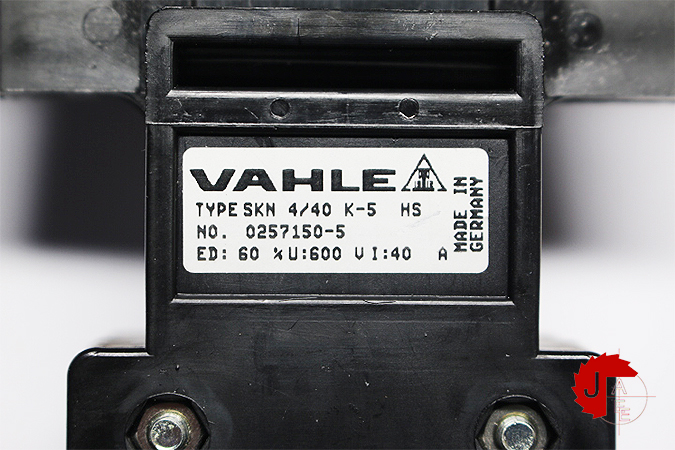 VAHLE
TYPE SKN 4/40 K-5 HS
NO. 0257150-5
ED: 60 % U:600 V I:40 A
MADE IN
GERMANY
J